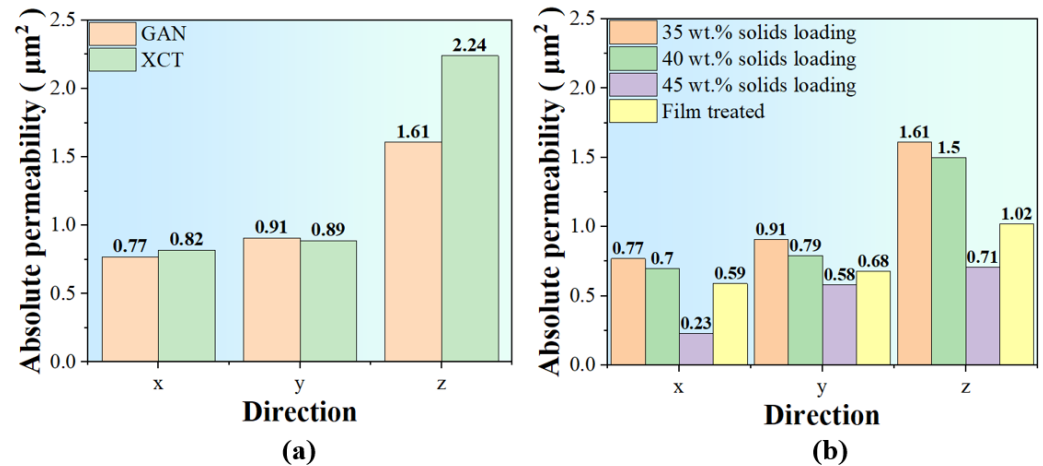 GAN
XCT
Absolute permeability ( μm²)
2.5
2.0
1.5
1.0
0.5
0.0
0.77
0.82
0.91
0.89
1.61
2.24
x
y
z
Direction
(a)
35 wt.% solids loading
40 wt.% solids loading
45 wt.% solids loading
Film treated
Absolute permeability ( μm²)
2.5
2.0
1.5
1.0
0.5
0.0
0.77
0.7
0.23
0.59
0.91
0.79
0.58
0.68
1.61
1.5
0.71
1.02
x
y
z
Direction
(b)